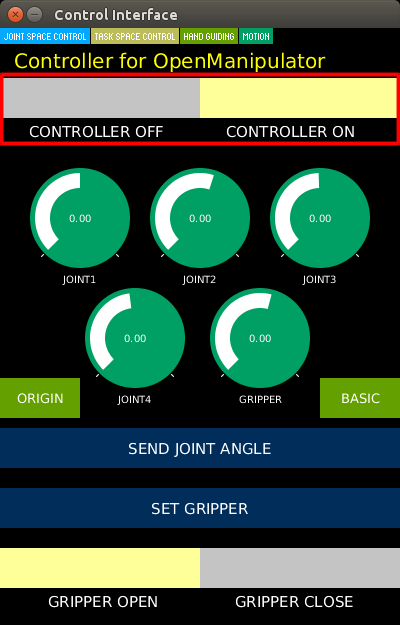 Control Interface
JOINT SPACE CONTROL TASK SPACE CONTROL HAND GUIDING MOTION
Controller for OpenManipulator
CONTROLLER OFF CONTROLLER ON
0.00 0.00 0.00
JOINT1 JOINT2 JOINT3
0.00 0.00
ORIGIN JOINT4 GRIPPER BASIC
SEND JOINT ANGLE
SET GRIPPER
GRIPPER OPEN GRIPPER CLOSE